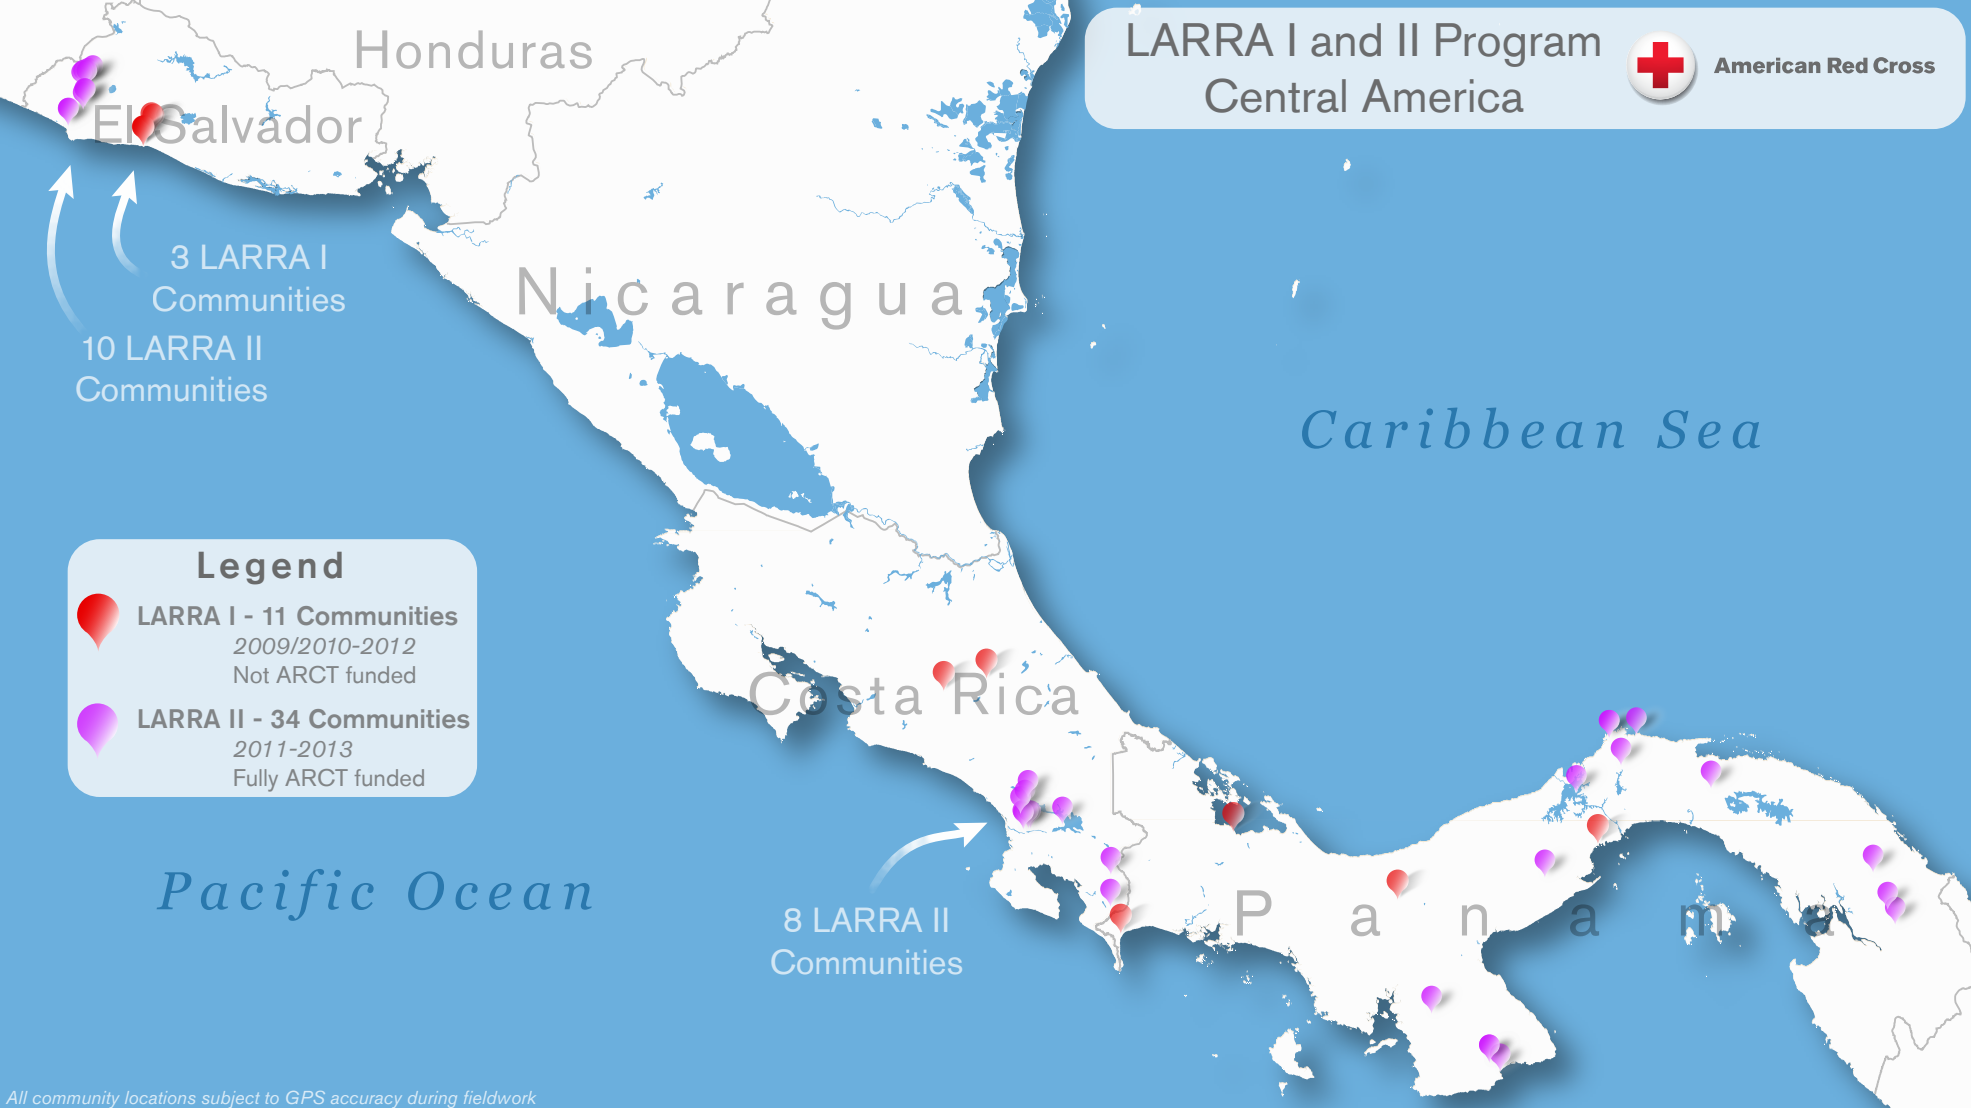 LARRA I and II Program
Central America
American Red Cross
Honduras
El Salvador
3 LARRA I
Communities
10 LARRA II
Communities
Nicaragua
Caribbean Sea
Legend
LARRA I - 11 Communities
2009/2010-2012
Not ARCT funded
LARRA II - 34 Communities
2011-2013
Fully ARCT funded
Costa Rica
Pacific Ocean
8 LARRA II
Communities
Panama
All community locations subject to GPS accuracy during fieldwork